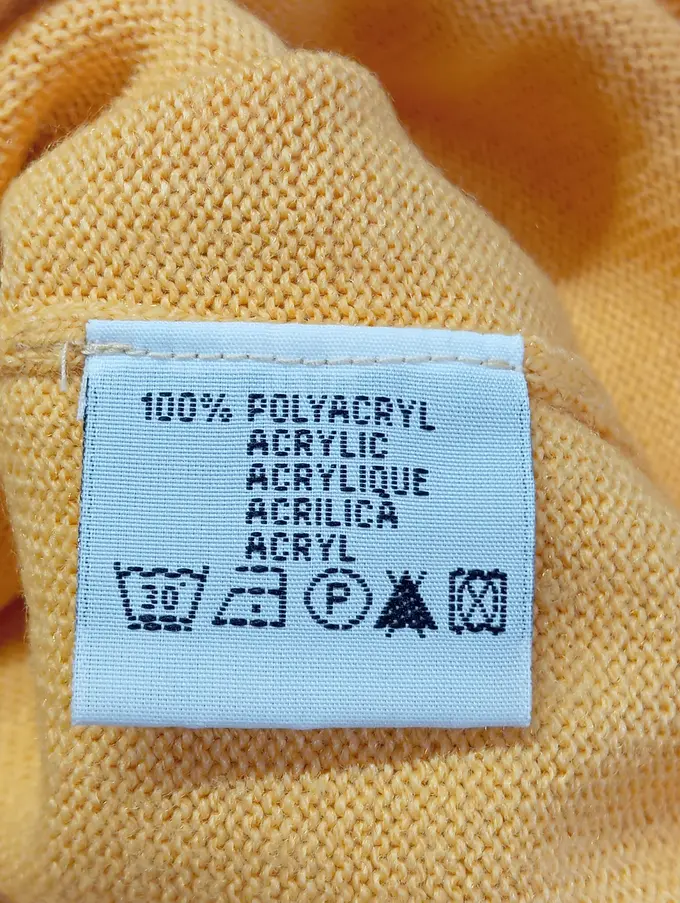 100% POLYACRYL
ACRYLIC
ACRYLIQUE
ACRILICA
ACRYL
30 P